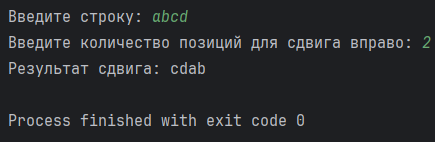 Введите строку: abcd
Введите количество позиций для сдвига вправо: 2
Результат сдвига: cdab
Process finished with exit code 0